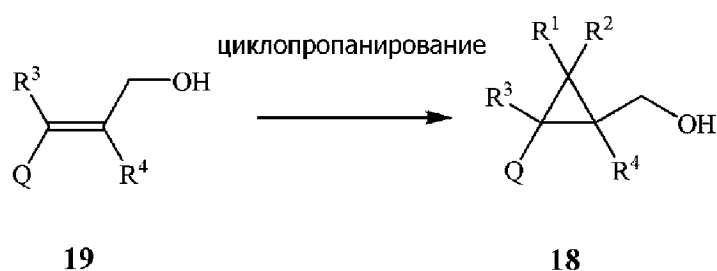 циклопропанирование
R³
OH
Q
R⁴
R¹ R²
R³
OH
Q
R⁴
19 18